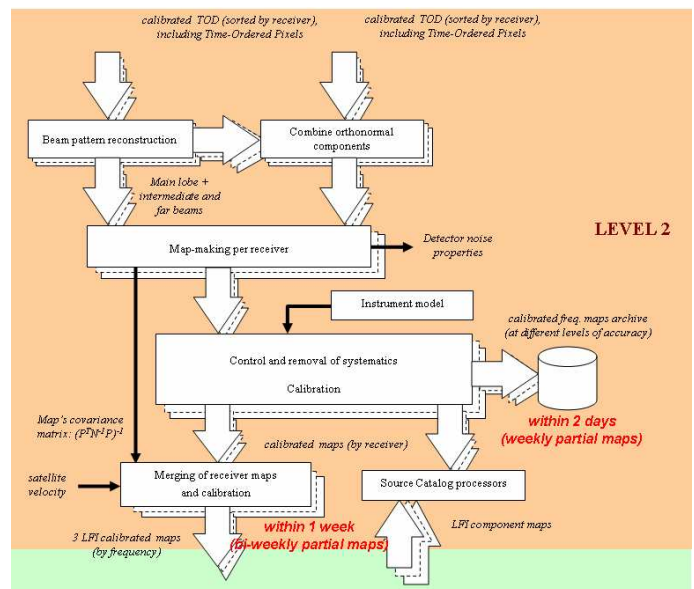 calibrated TOD (sorted by receiver),
including Time-Ordered Pixels
calibrated TOD (sorted by receiver),
including Time-Ordered Pixels
Beam pattern reconstruction
Combine orthonormal
components
Main lobe +
intermediate and
far beams
LEVEL 2
Map-making per receiver
Detector noise
properties
Instrument model
calibrated freq. maps archive
(at different levels of accuracy)
Control and removal of systematics
Calibration
Map's covariance
matrix: (PᵀN⁻¹P)⁻¹
within 2 days
(weekly partial maps)
calibrated maps (by receiver)
satellite
velocity
Merging of receiver maps
and calibration
Source Catalog processors
within 1 week
(bi-weekly partial maps)
3 LFI calibrated maps
(by frequency)
LFI component maps